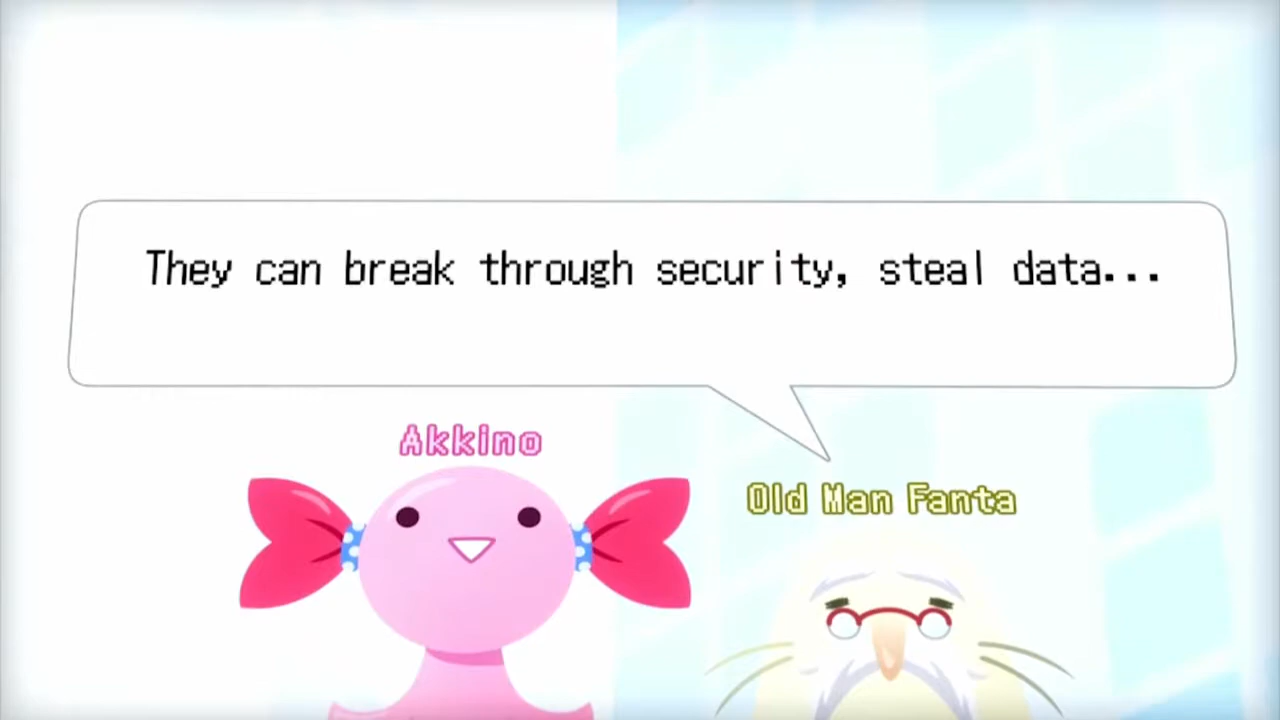 They can break through security, steal data...
Akkino
Old Man Fanta